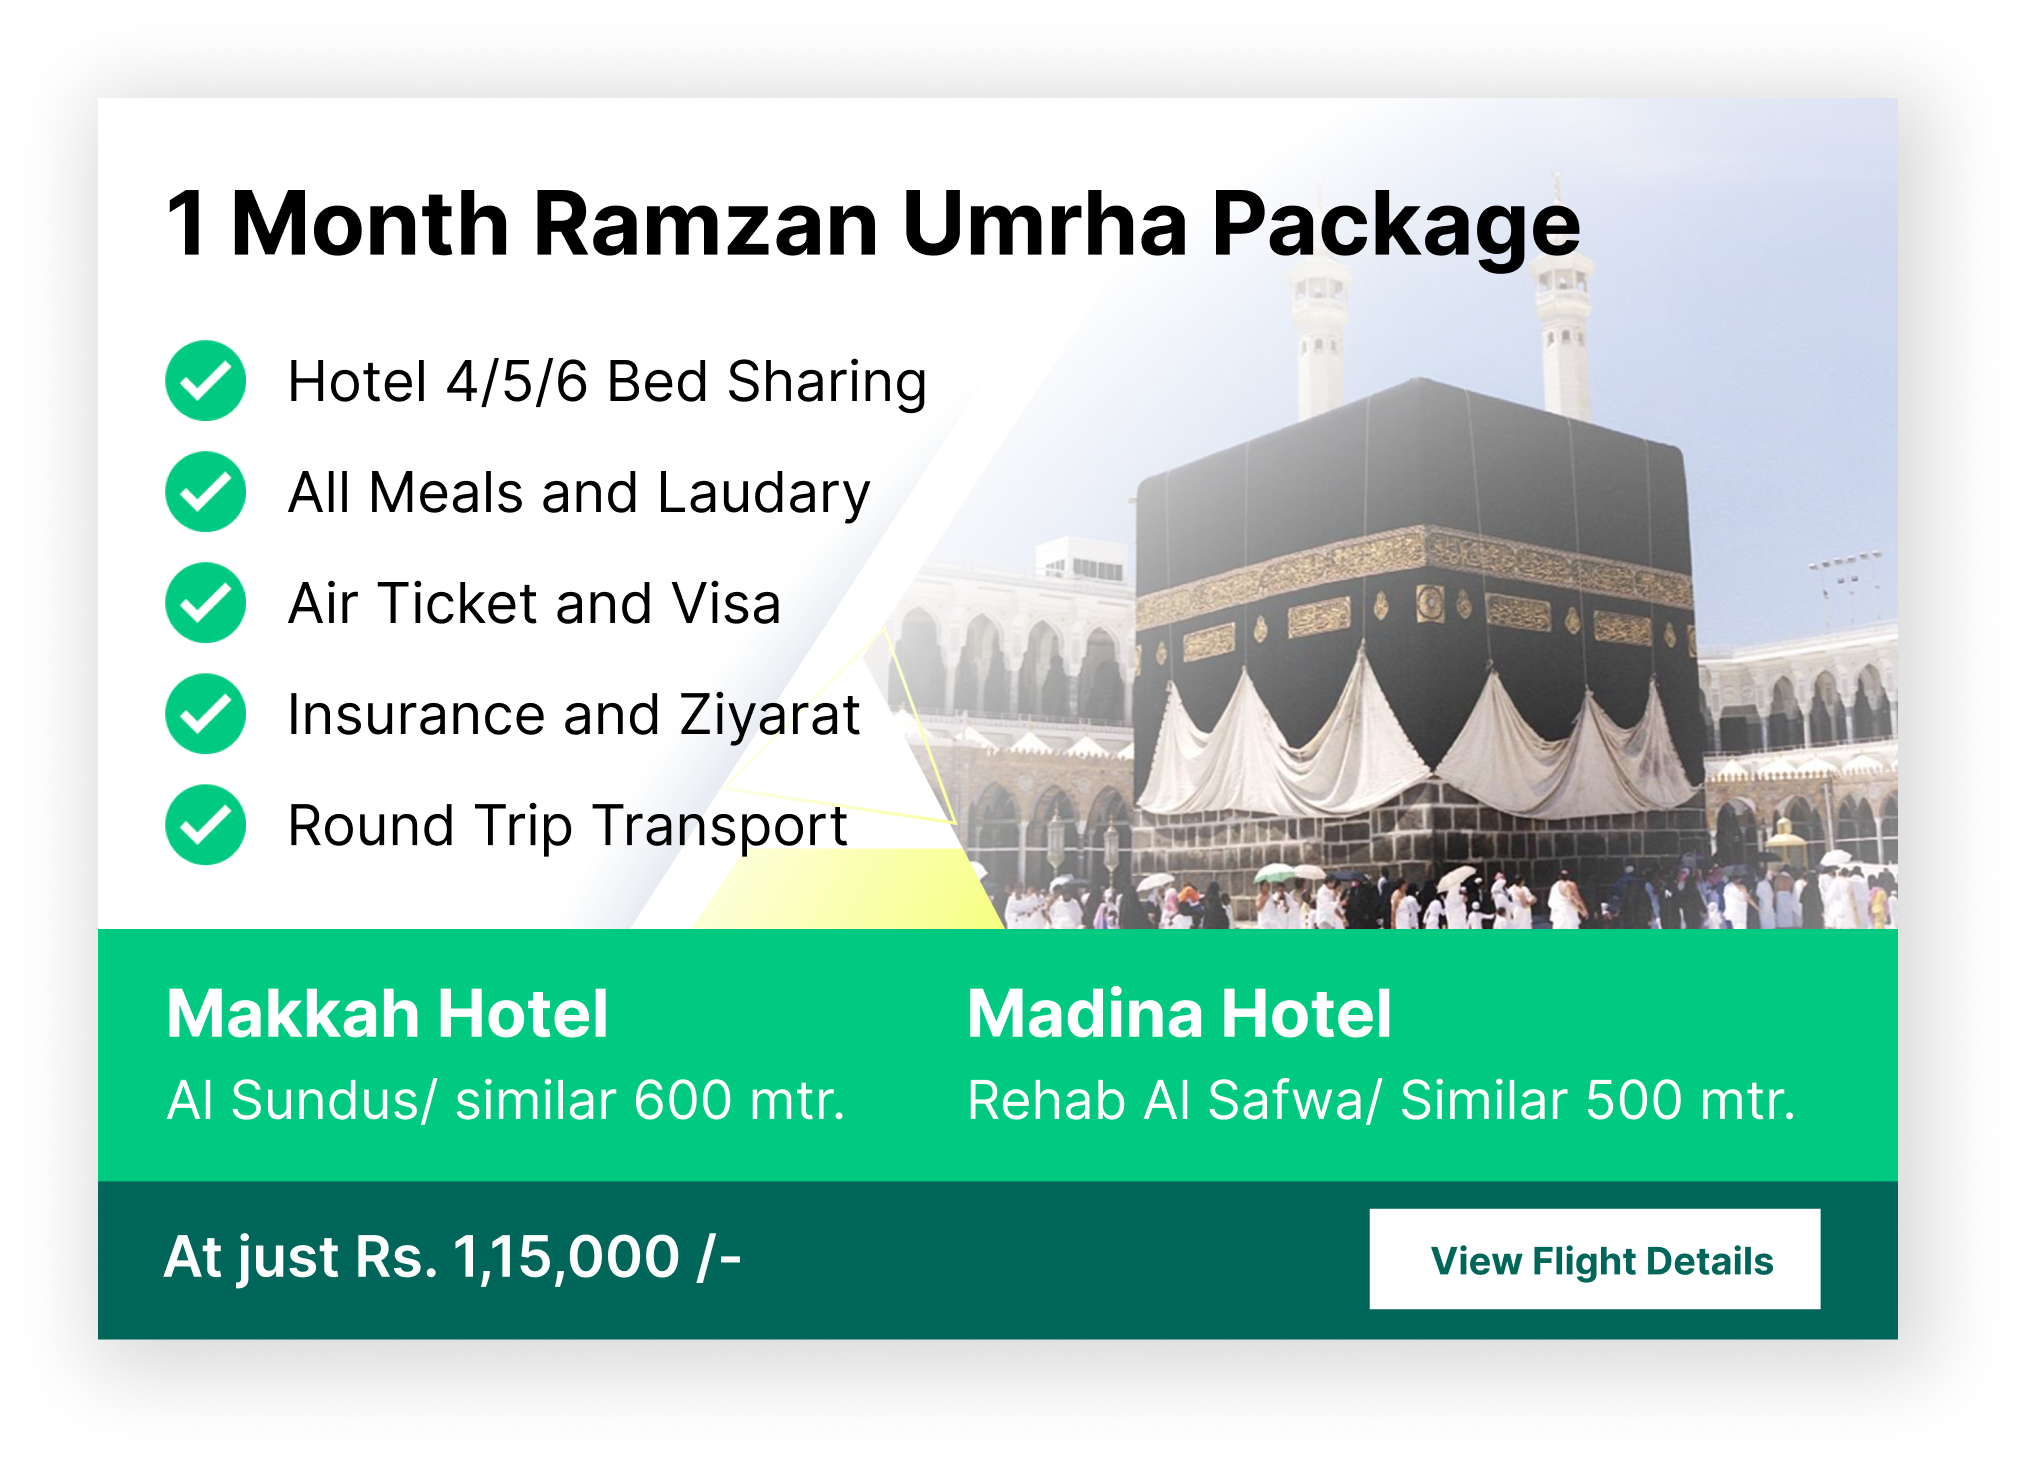 1 Month Ramzan Umrha Package
Hotel 4/5/6 Bed Sharing
All Meals and Laudary
Air Ticket and Visa
Insurance and Ziyarat
Round Trip Transport
Makkah Hotel
Al Sundus/ similar 600 mtr.
Madina Hotel
Rehab Al Safwa/ Similar 500 mtr.
At just Rs. 1,15,000 /-
View Flight Details